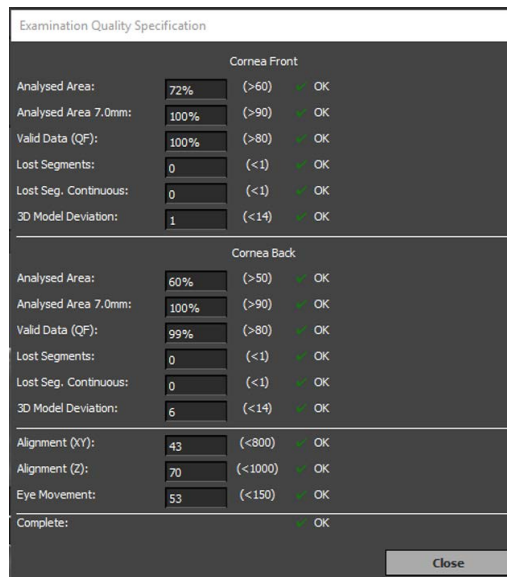 Examination Quality Specification
Cornea Front
Analysed Area: 72% (>60) OK
Analysed Area 7.0mm: 100% (>90) OK
Valid Data (QF): 100% (>80) OK
Lost Segments: 0 (<1) OK
Lost Seg. Continuous: 0 (<1) OK
3D Model Deviation: 1 (<14) OK
Cornea Back
Analysed Area: 60% (>50) OK
Analysed Area 7.0mm: 100% (>90) OK
Valid Data (QF): 99% (>80) OK
Lost Segments: 0 (<1) OK
Lost Seg. Continuous: 0 (<1) OK
3D Model Deviation: 6 (<14) OK
Alignment (XY): 43 (<800) OK
Alignment (Z): 70 (<1000) OK
Eye Movement: 53 (<150) OK
Complete: OK
Close